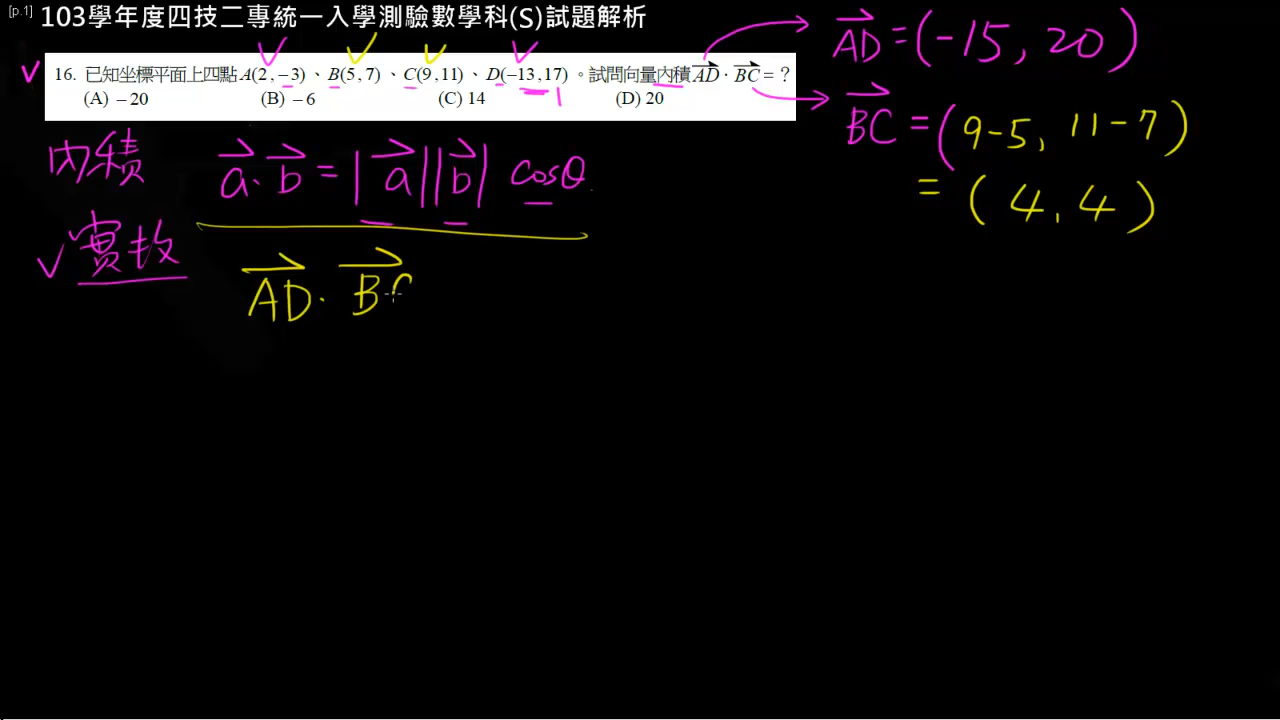 [p.1]
103學年度四技二專統一入學測驗數學科(S)試題解析
16. 已知坐標平面上四點A(2,−3)、B(5,7)、C(9,11)、D(−13,17)。試問向量內積AD⃗·BC⃗=？
(A) −20 (B) −6 (C) 14 (D) 20
AD⃗=(-15, 20)
BC⃗=(9-5, 11-7)
=(4, 4)
內積 a⃗·b⃗=|a⃗||b⃗| cosθ
實数
AD⃗·BC⃗